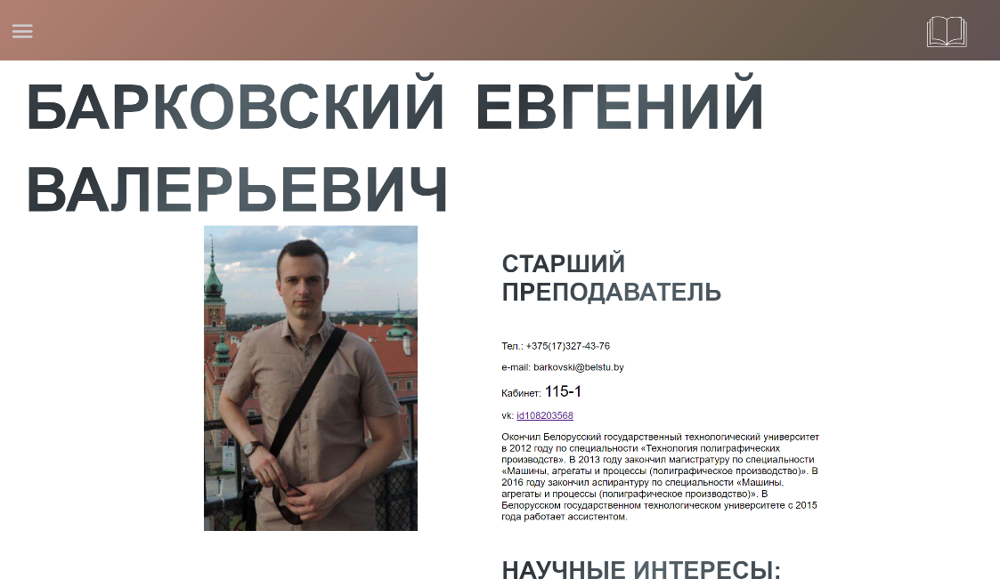 БАРКОВСКИЙ ЕВГЕНИЙ
ВАЛЕРЬЕВИЧ
СТАРШИЙ
ПРЕПОДАВАТЕЛЬ
Тел.: +375(17)327-43-76
e-mail: barkovski@belstu.by
Кабинет: 115-1
vk: id108203568
Окончил Белорусский государственный технологический университет
в 2012 году по специальности «Технология полиграфических
производств». В 2013 году закончил магистратуру по специальности
«Машины, агрегаты и процессы (полиграфическое производство)». В
2016 году закончил аспирантуру по специальности «Машины,
агрегаты и процессы (полиграфическое производство)». В
Белорусском государственном технологическом университете с 2015
года работает ассистентом.
НАУЧНЫЕ ИНТЕРЕСЫ: